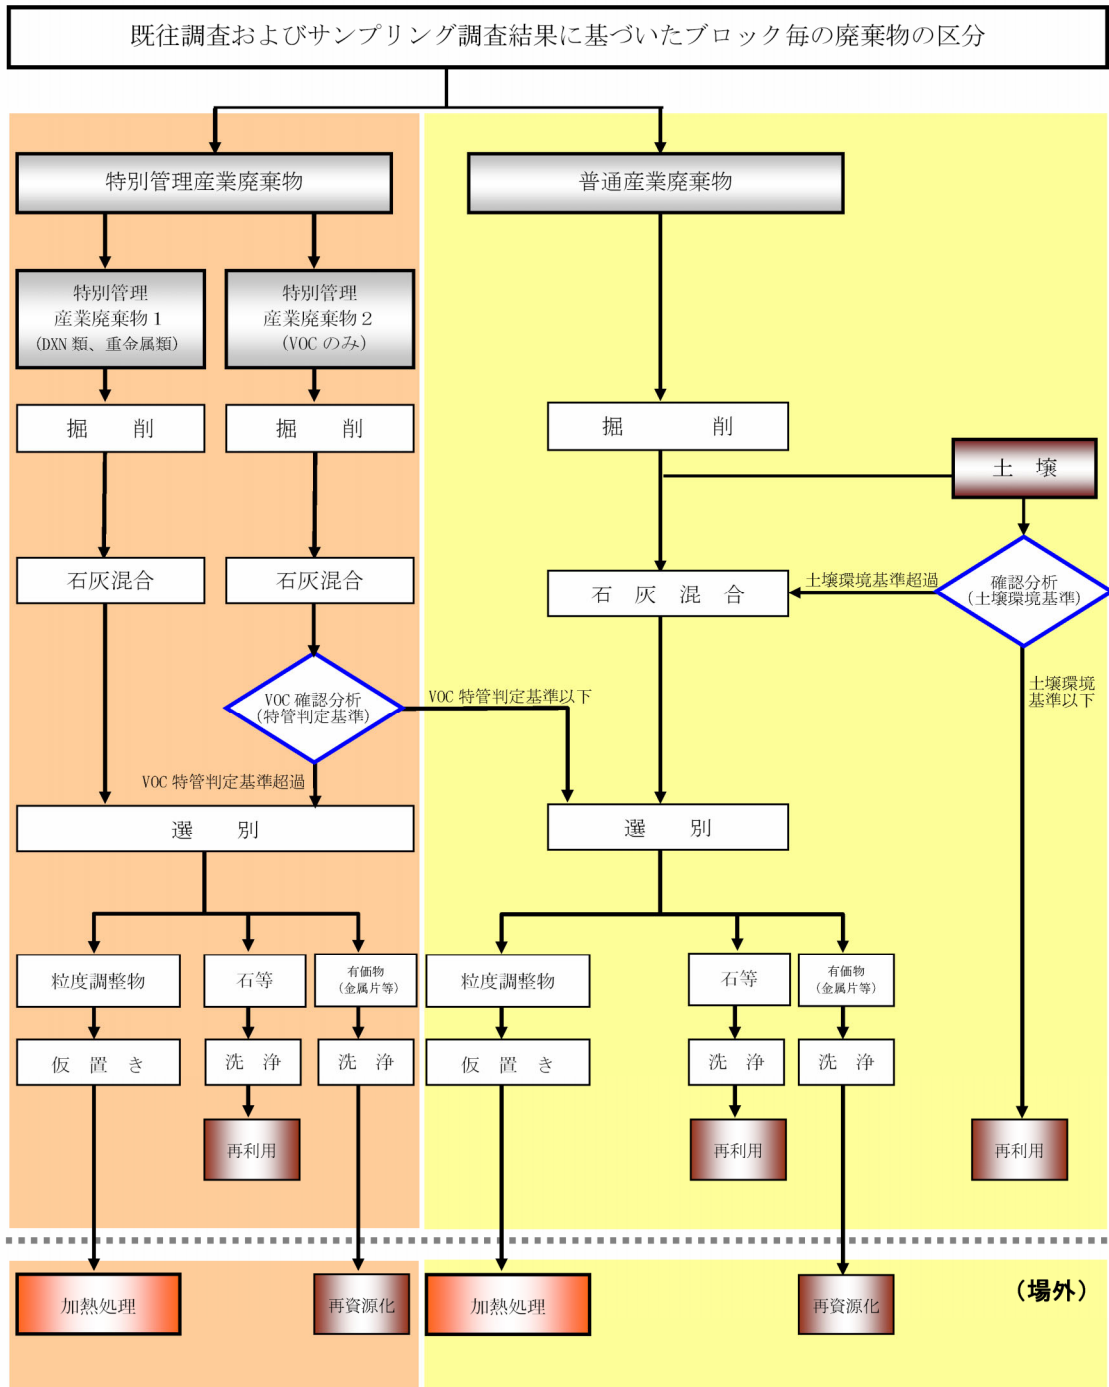 既往調査およびサンプリング調査結果に基づいたブロック毎の廃棄物の区分
特別管理産業廃棄物
普通産業廃棄物
特別管理
産業廃棄物1
(DXN 類、重金属類)
特別管理
産業廃棄物2
(VOC のみ)
掘 削
掘 削
掘 削
土 壌
石灰混合
石灰混合
石 灰 混 合
土壌環境基準超過
確認分析
(土壌環境基準)
VOC 確認分析
(特管判定基準)
VOC 特管判定基準以下
土壌環境
基準以下
VOC 特管判定基準超過
選 別
選 別
粒度調整物
石等
有価物
(金属片等)
粒度調整物
石等
有価物
(金属片等)
仮 置 き
洗 浄
洗 浄
仮 置 き
洗 浄
洗 浄
再利用
再利用
再利用
加熱処理
再資源化
加熱処理
再資源化
(場外)